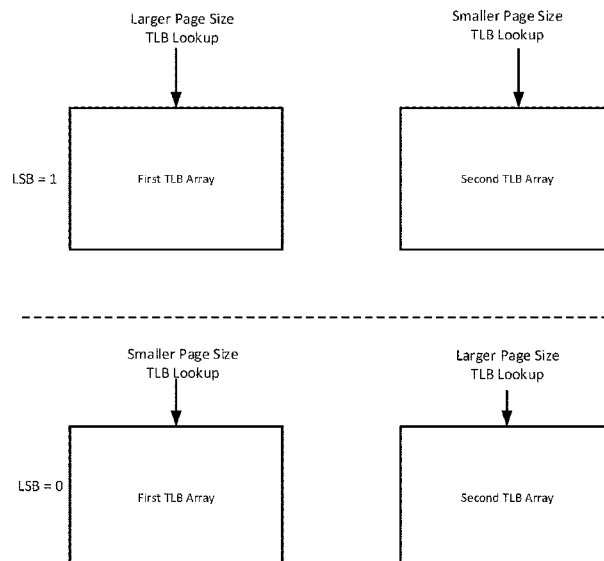 Larger Page Size
TLB Lookup
Smaller Page Size
TLB Lookup
LSB = 1
First TLB Array
Second TLB Array
Smaller Page Size
TLB Lookup
Larger Page Size
TLB Lookup
LSB = 0
First TLB Array
Second TLB Array